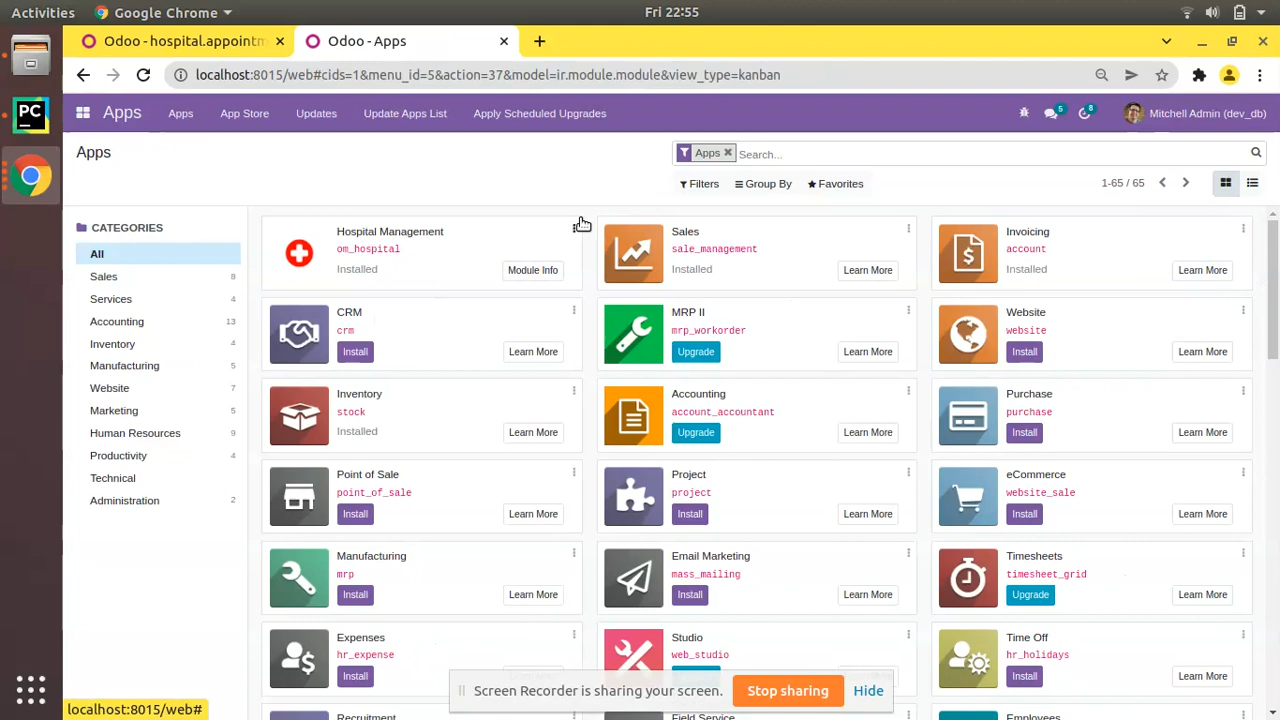 Activities Google Chrome Fri 22:55
Odoo - hospital.appointm Odoo - Apps
localhost:8015/web#cids=1&menu_id=5&action=37&model=ir.module.module&view_type=kanban
Apps Apps App Store Updates Update Apps List Apply Scheduled Upgrades 5 8 Mitchell Admin (dev_db)
Apps Apps Search...
Filters Group By Favorites 1-65 / 65
CATEGORIES
All
Sales 8
Services 4
Accounting 13
Inventory 4
Manufacturing 5
Website 7
Marketing 5
Human Resources 9
Productivity 4
Technical
Administration 2
Hospital Management Sales Invoicing
om_hospital sale_management account
Installed Module Info Installed Learn More Installed Learn More
CRM MRP II Website
crm mrp_workorder website
Install Learn More Upgrade Learn More Install Learn More
Inventory Accounting Purchase
stock account_accountant purchase
Installed Learn More Upgrade Learn More Install Learn More
Point of Sale Project eCommerce
point_of_sale project website_sale
Install Learn More Install Learn More Install Learn More
Manufacturing Email Marketing Timesheets
mrp mass_mailing timesheet_grid
Install Learn More Install Learn More Upgrade Learn More
Expenses Studio Time Off
hr_expense web_studio hr_holidays
Install Install Learn More
Screen Recorder is sharing your screen. Stop sharing Hide
Recruitment Field Service Employees
localhost:8015/web#
PC